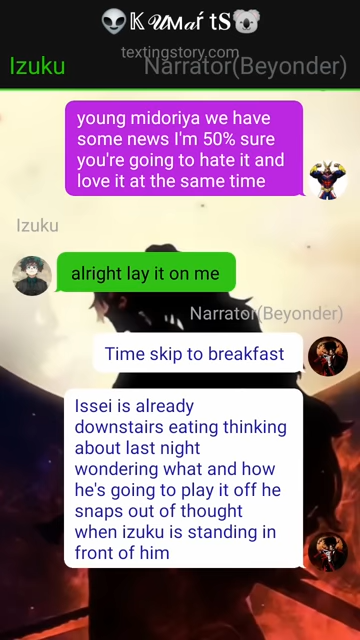 👽𝕂 𝓤мαŕ tS🐨
textingstory.com
Izuku
Narrator(Beyonder)
young midoriya we have
some news I'm 50% sure
you're going to hate it and
love it at the same time
Izuku
alright lay it on me
Narrator(Beyonder)
Time skip to breakfast
Issei is already
downstairs eating thinking
about last night
wondering what and how
he's going to play it off he
snaps out of thought
when izuku is standing in
front of him